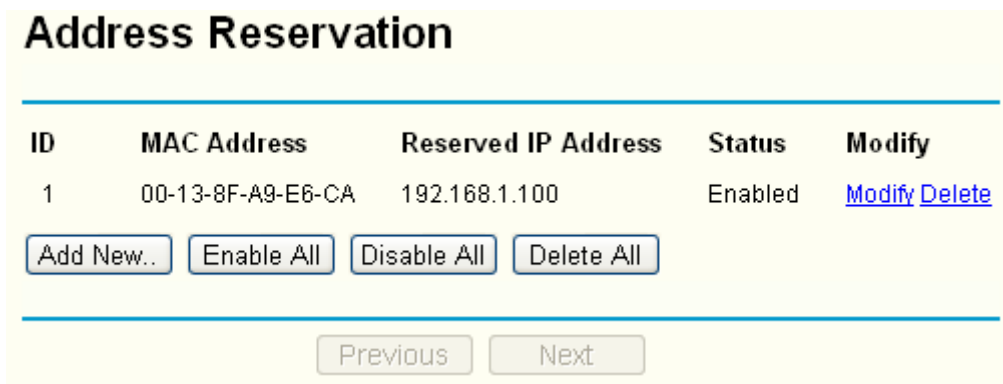 Address Reservation
ID MAC Address Reserved IP Address Status Modify
1 00-13-8F-A9-E6-CA 192.168.1.100 Enabled Modify Delete
Add New.. Enable All Disable All Delete All
Previous Next